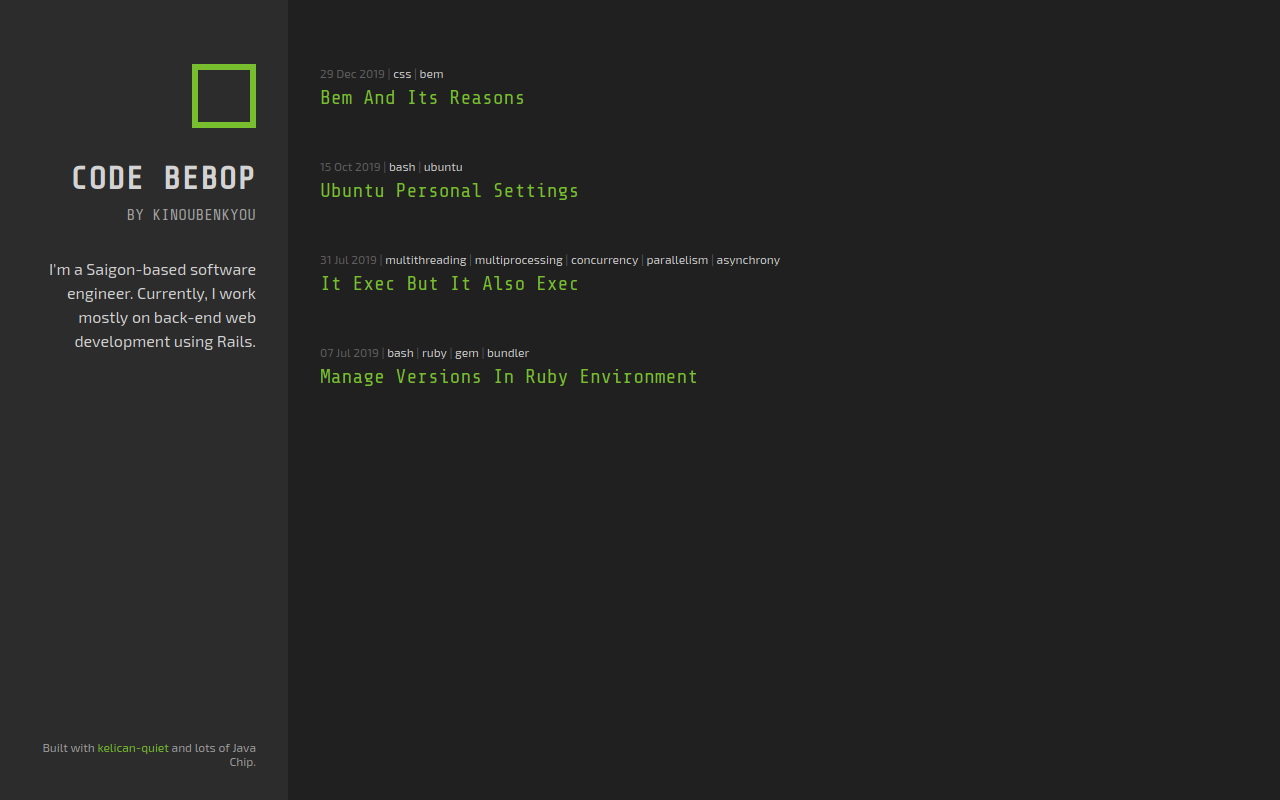 CODE BEBOP
BY KINOUBENKYOU
I'm a Saigon-based software
engineer. Currently, I work
mostly on back-end web
development using Rails.
Built with kelican-quiet and lots of Java
Chip.
29 Dec 2019 | css | bem
Bem And Its Reasons
15 Oct 2019 | bash | ubuntu
Ubuntu Personal Settings
31 Jul 2019 | multithreading | multiprocessing | concurrency | parallelism | asynchrony
It Exec But It Also Exec
07 Jul 2019 | bash | ruby | gem | bundler
Manage Versions In Ruby Environment